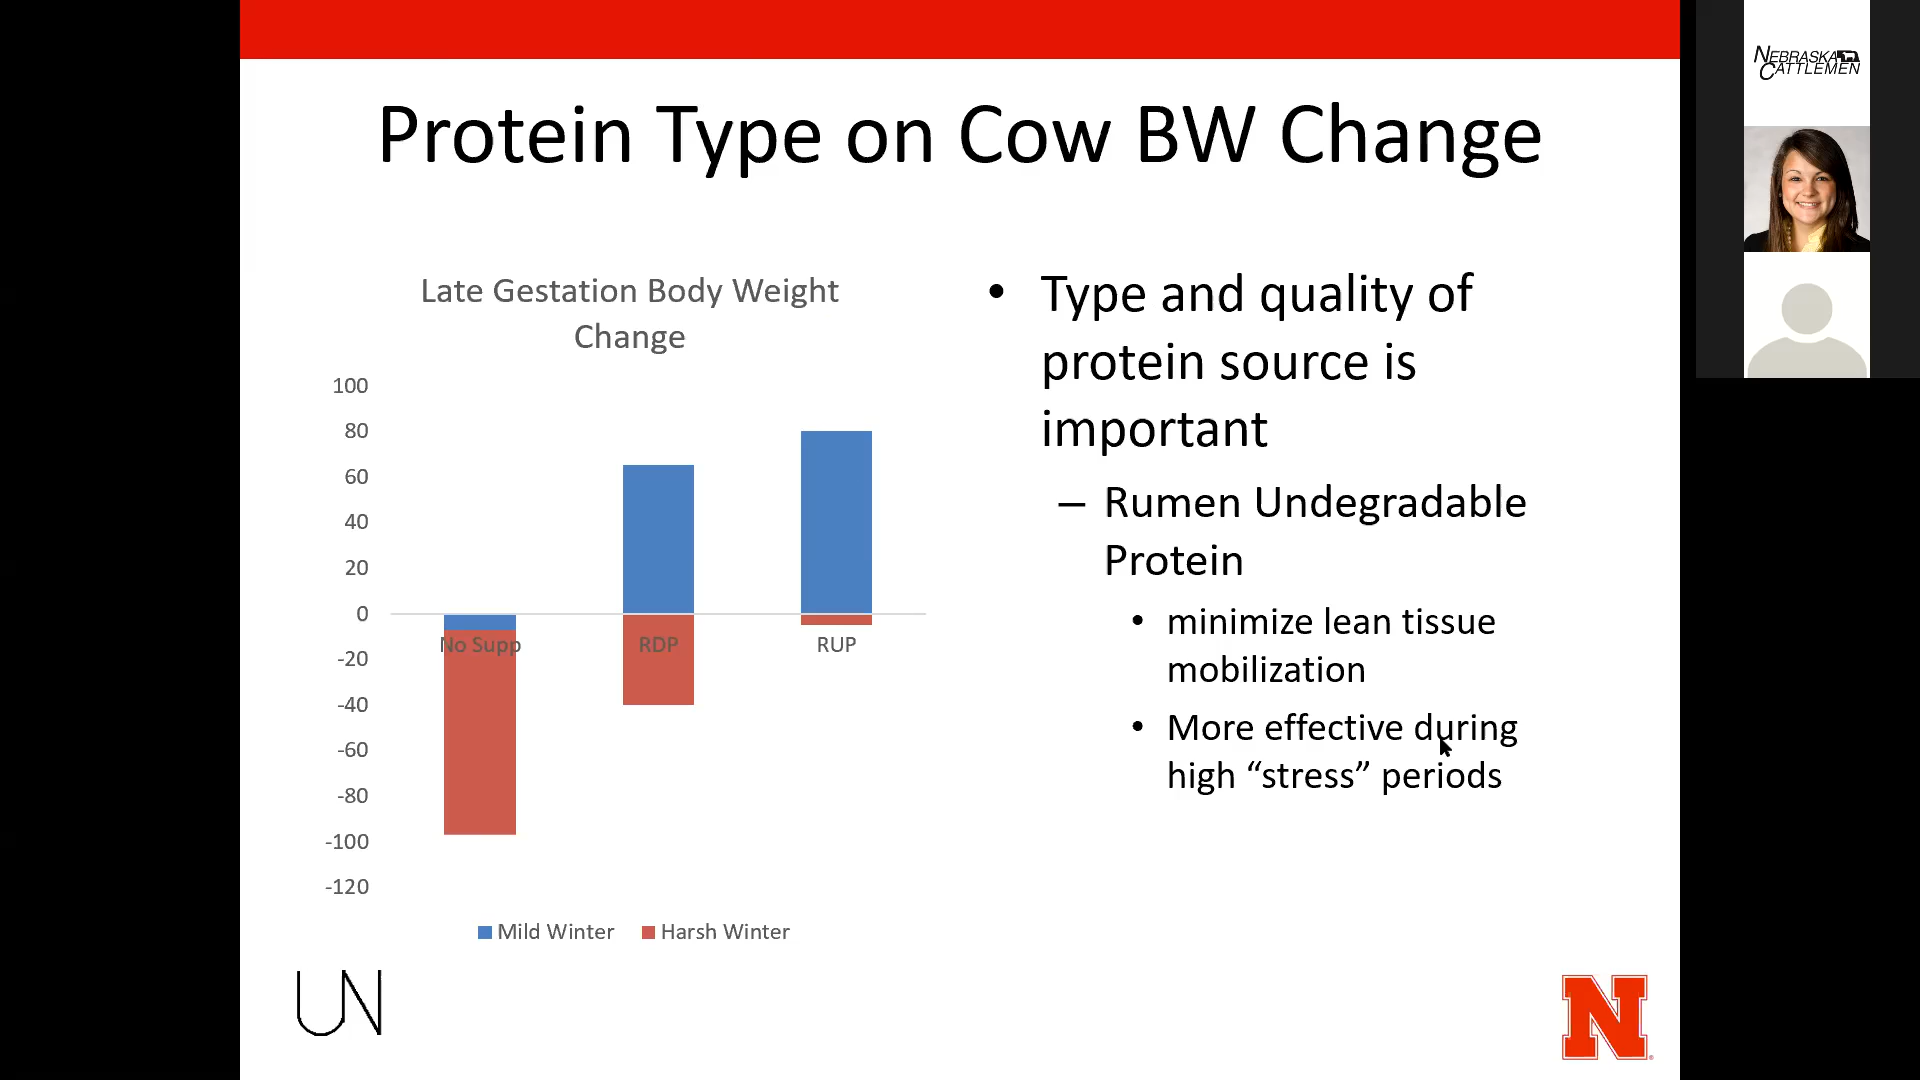 Protein Type on Cow BW Change
Late Gestation Body Weight
Change
100
80
60
40
20
0
-20
-40
-60
-80
-100
-120
No Supp
RDP
RUP
Mild Winter
Harsh Winter
• Type and quality of
protein source is
important
– Rumen Undegradable
Protein
• minimize lean tissue
mobilization
• More effective during
high “stress” periods
UN
N
NEBRASKA
CATTLEMEN